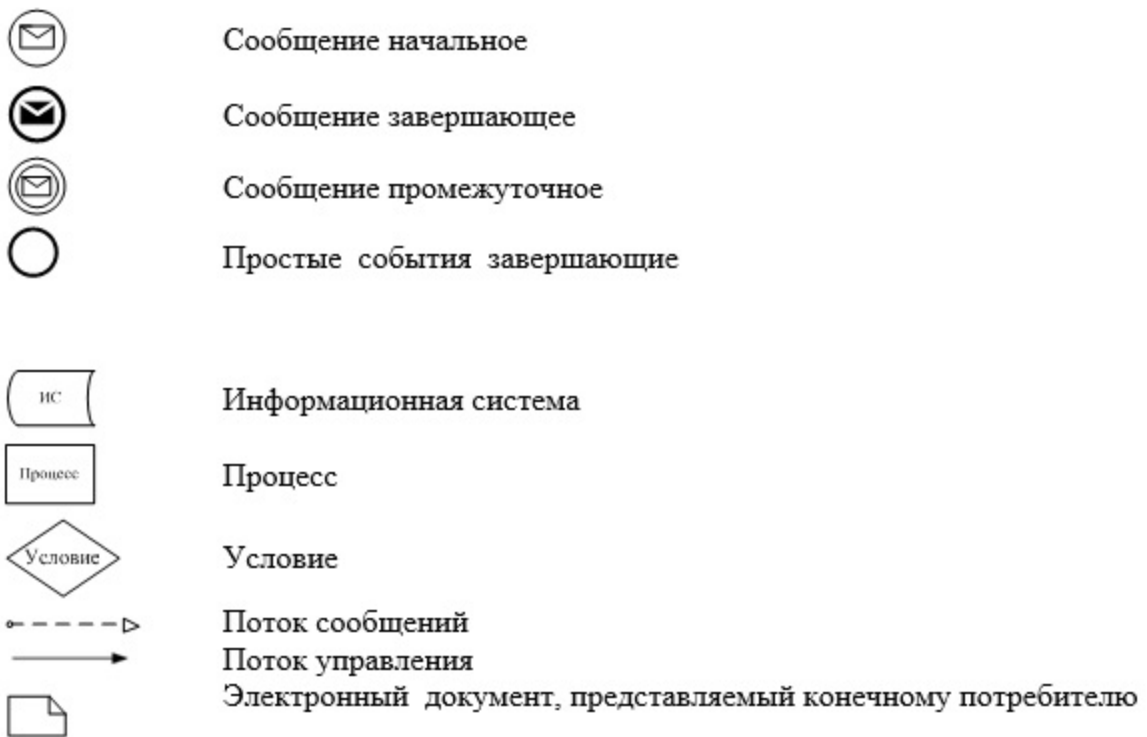 Сообщение начальное
Сообщение завершающее
Сообщение промежуточное
Простые события завершающие
ИС
Информационная система
Процесс
Процесс
Условие
Условие
Поток сообщений
Поток управления
Электронный документ, представляемый конечному потребителю